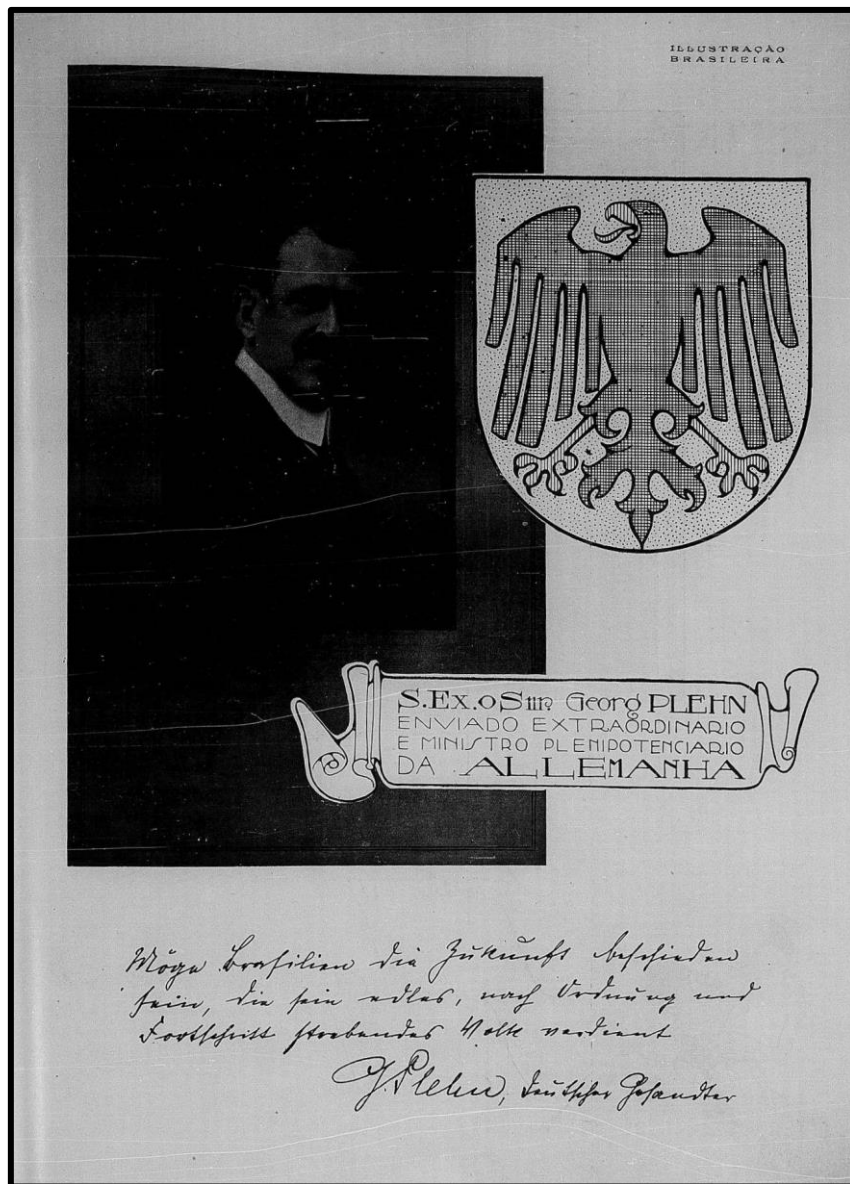 ILLUSTRAÇÃO
BRASILEIRA
S.Ex.o Snr Georg PLEHN
ENVIADO EXTRAORDINARIO
E MINISTRO PLENIPOTENCIARIO
DA ALLEMANHA
Möge Brasilien die Zukunft beschieden
sein, die sein edles, nach Ordnung und
Fortschritt strebendes Volk verdient
G. Plehn, Deutscher Gesandter